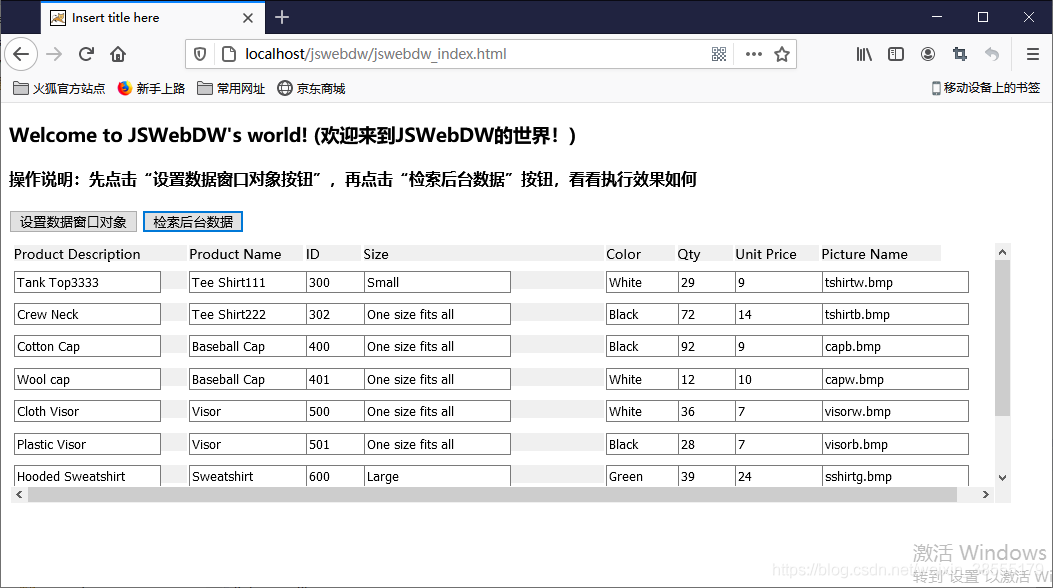 Insert title here
localhost/jswebdw/jswebdw_index.html
火狐官方站点 新手上路 常用网址 京东商城 移动设备上的书签
Welcome to JSWebDW's world! (欢迎来到JSWebDW的世界！)
操作说明：先点击“设置数据窗口对象按钮”，再点击“检索后台数据”按钮，看看执行效果如何
设置数据窗口对象 检索后台数据
Product Description Product Name ID Size Color Qty Unit Price Picture Name
Tank Top3333 Tee Shirt111 300 Small White 29 9 tshirtw.bmp
Crew Neck Tee Shirt222 302 One size fits all Black 72 14 tshirtb.bmp
Cotton Cap Baseball Cap 400 One size fits all Black 92 9 capb.bmp
Wool cap Baseball Cap 401 One size fits all White 12 10 capw.bmp
Cloth Visor Visor 500 One size fits all White 36 7 visorw.bmp
Plastic Visor Visor 501 One size fits all Black 28 7 visorb.bmp
Hooded Sweatshirt Sweatshirt 600 Large Green 39 24 sshirtg.bmp
激活 Windows
转到"设置"以激活 Wi